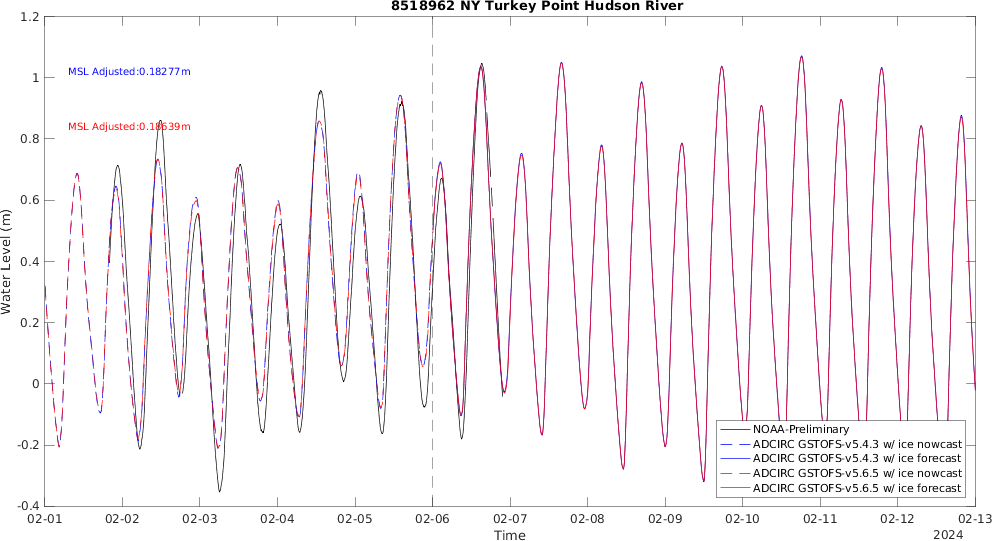 8518962 NY Turkey Point Hudson River
1.2
1
0.8
0.6
0.4
0.2
0
-0.2
-0.4
Water Level (m)
MSL Adjusted:0.18277m
MSL Adjusted:0.18639m
NOAA-Preliminary
ADCIRC GSTOFS-v5.4.3 w/ ice nowcast
ADCIRC GSTOFS-v5.4.3 w/ ice forecast
ADCIRC GSTOFS-v5.6.5 w/ ice nowcast
ADCIRC GSTOFS-v5.6.5 w/ ice forecast
02-01 02-02 02-03 02-04 02-05 02-06 02-07 02-08 02-09 02-10 02-11 02-12 02-13
Time
2024